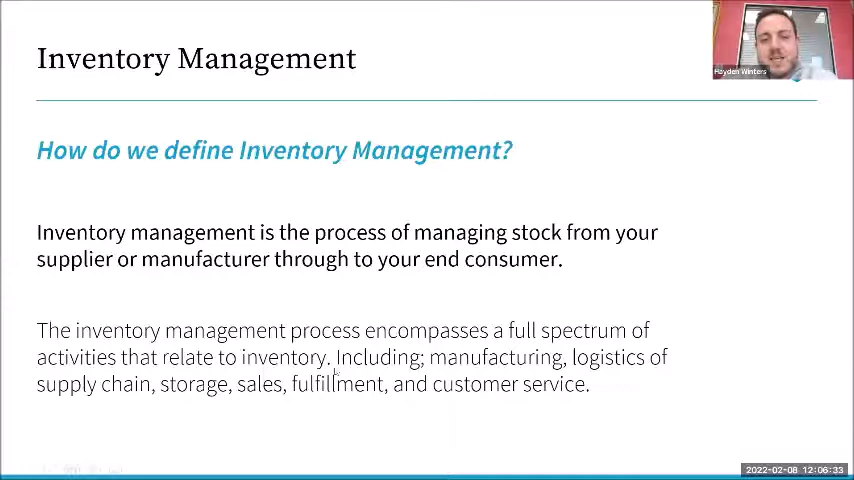 Inventory Management
Hayden Winters
How do we define Inventory Management?
Inventory management is the process of managing stock from your
supplier or manufacturer through to your end consumer.
The inventory management process encompasses a full spectrum of
activities that relate to inventory. Including; manufacturing, logistics of
supply chain, storage, sales, fulfillment, and customer service.
2022-02-08 12:06:33